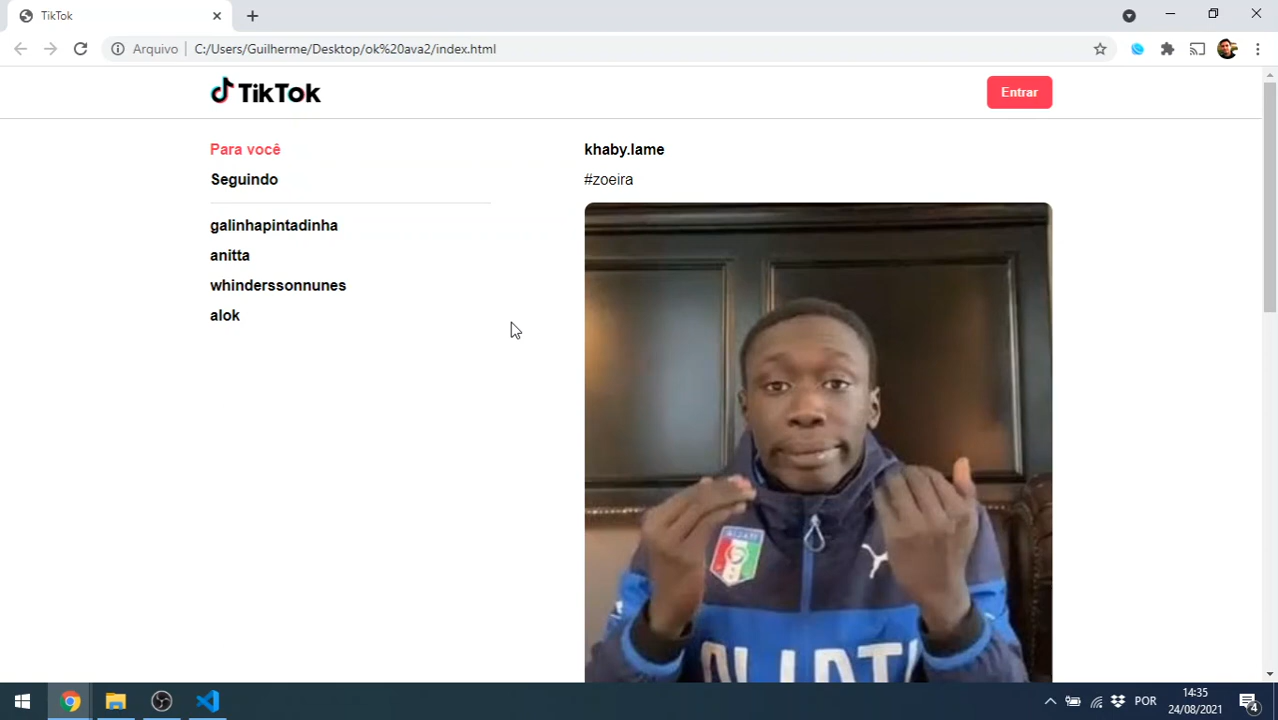 TikTok
Arquivo
C:/Users/Guilherme/Desktop/ok%20ava2/index.html
TikTok
Entrar
Para você
Seguindo
galinhapintadinha
anitta
whinderssonnunes
alok
khaby.lame
#zoeira
POR
14:35
24/08/2021
4